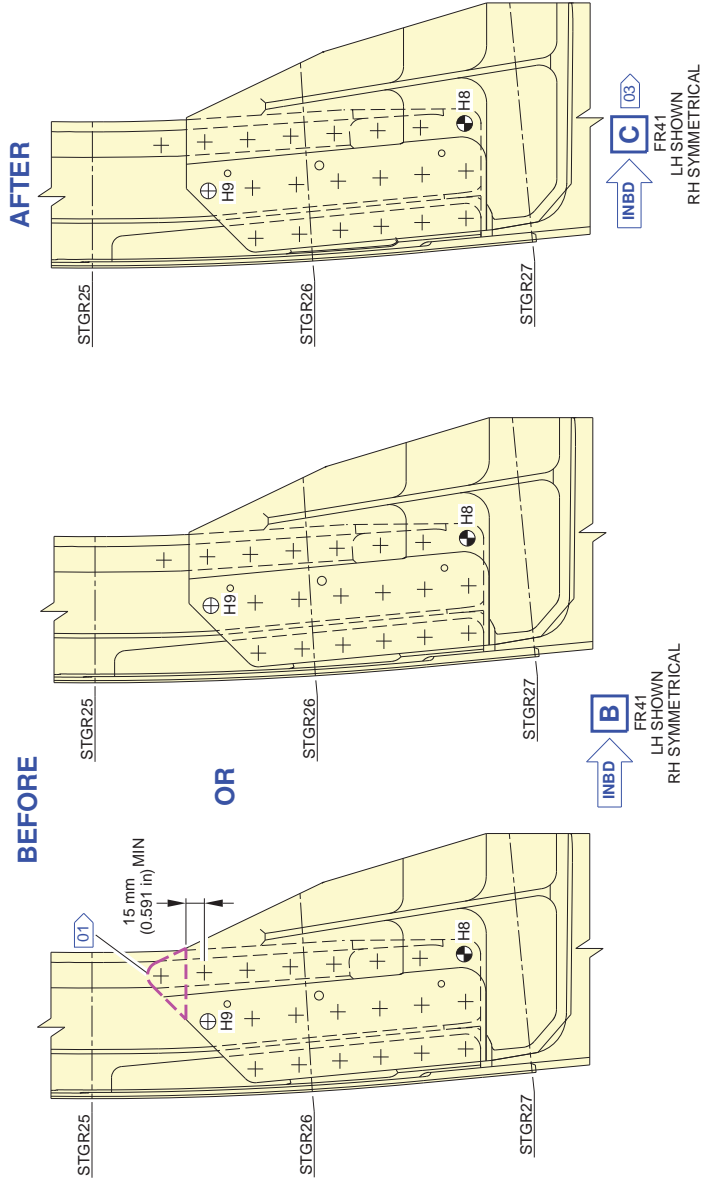 BEFORE
OR
AFTER
STGR25
STGR26
STGR27
01
15 mm
(0.591 in)
MIN
H9
H8
STGR25
STGR26
STGR27
H9
H8
INBD
B
FR41
LH SHOWN
RH SYMMETRICAL
STGR25
STGR26
STGR27
H9
H8
INBD
C
03
FR41
LH SHOWN
RH SYMMETRICAL